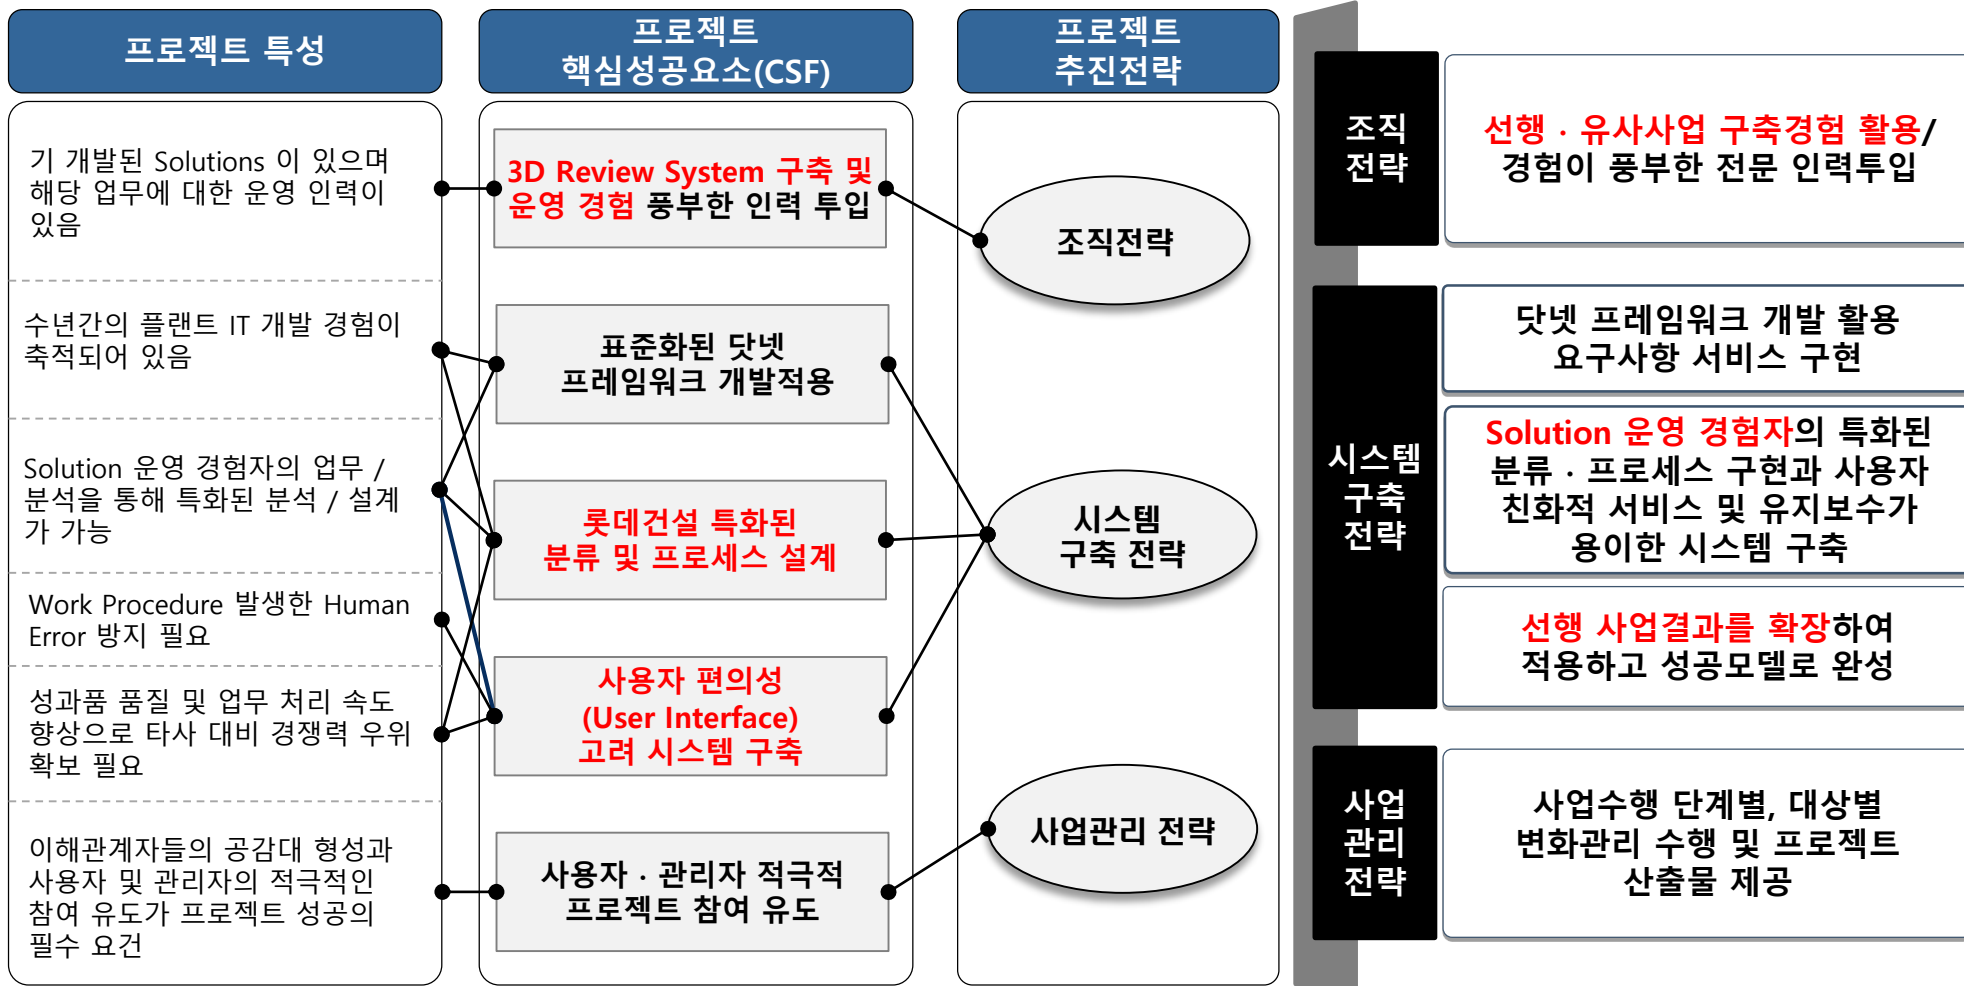 프로젝트 특성
프로젝트
핵심성공요소(CSF)
프로젝트
추진전략
기 개발된 Solutions 이 있으며
해당 업무에 대한 운영 인력이
있음
수년간의 플랜트 IT 개발 경험이
축적되어 있음
Solution 운영 경험자의 업무 /
분석을 통해 특화된 분석 / 설계
가 가능
Work Procedure 발생한 Human
Error 방지 필요
성과품 품질 및 업무 처리 속도
향상으로 타사 대비 경쟁력 우위
확보 필요
이해관계자들의 공감대 형성과
사용자 및 관리자의 적극적인
참여 유도가 프로젝트 성공의
필수 요건
3D Review System 구축 및
운영 경험 풍부한 인력 투입
표준화된 닷넷
프레임워크 개발적용
롯데건설 특화된
분류 및 프로세스 설계
사용자 편의성
(User Interface)
고려 시스템 구축
사용자 · 관리자 적극적
프로젝트 참여 유도
조직전략
시스템
구축 전략
사업관리 전략
조직
전략
선행 · 유사사업 구축경험 활용/
경험이 풍부한 전문 인력투입
시스템
구축
전략
닷넷 프레임워크 개발 활용
요구사항 서비스 구현
Solution 운영 경험자의 특화된
분류 · 프로세스 구현과 사용자
친화적 서비스 및 유지보수가
용이한 시스템 구축
선행 사업결과를 확장하여
적용하고 성공모델로 완성
사업
관리
전략
사업수행 단계별, 대상별
변화관리 수행 및 프로젝트
산출물 제공